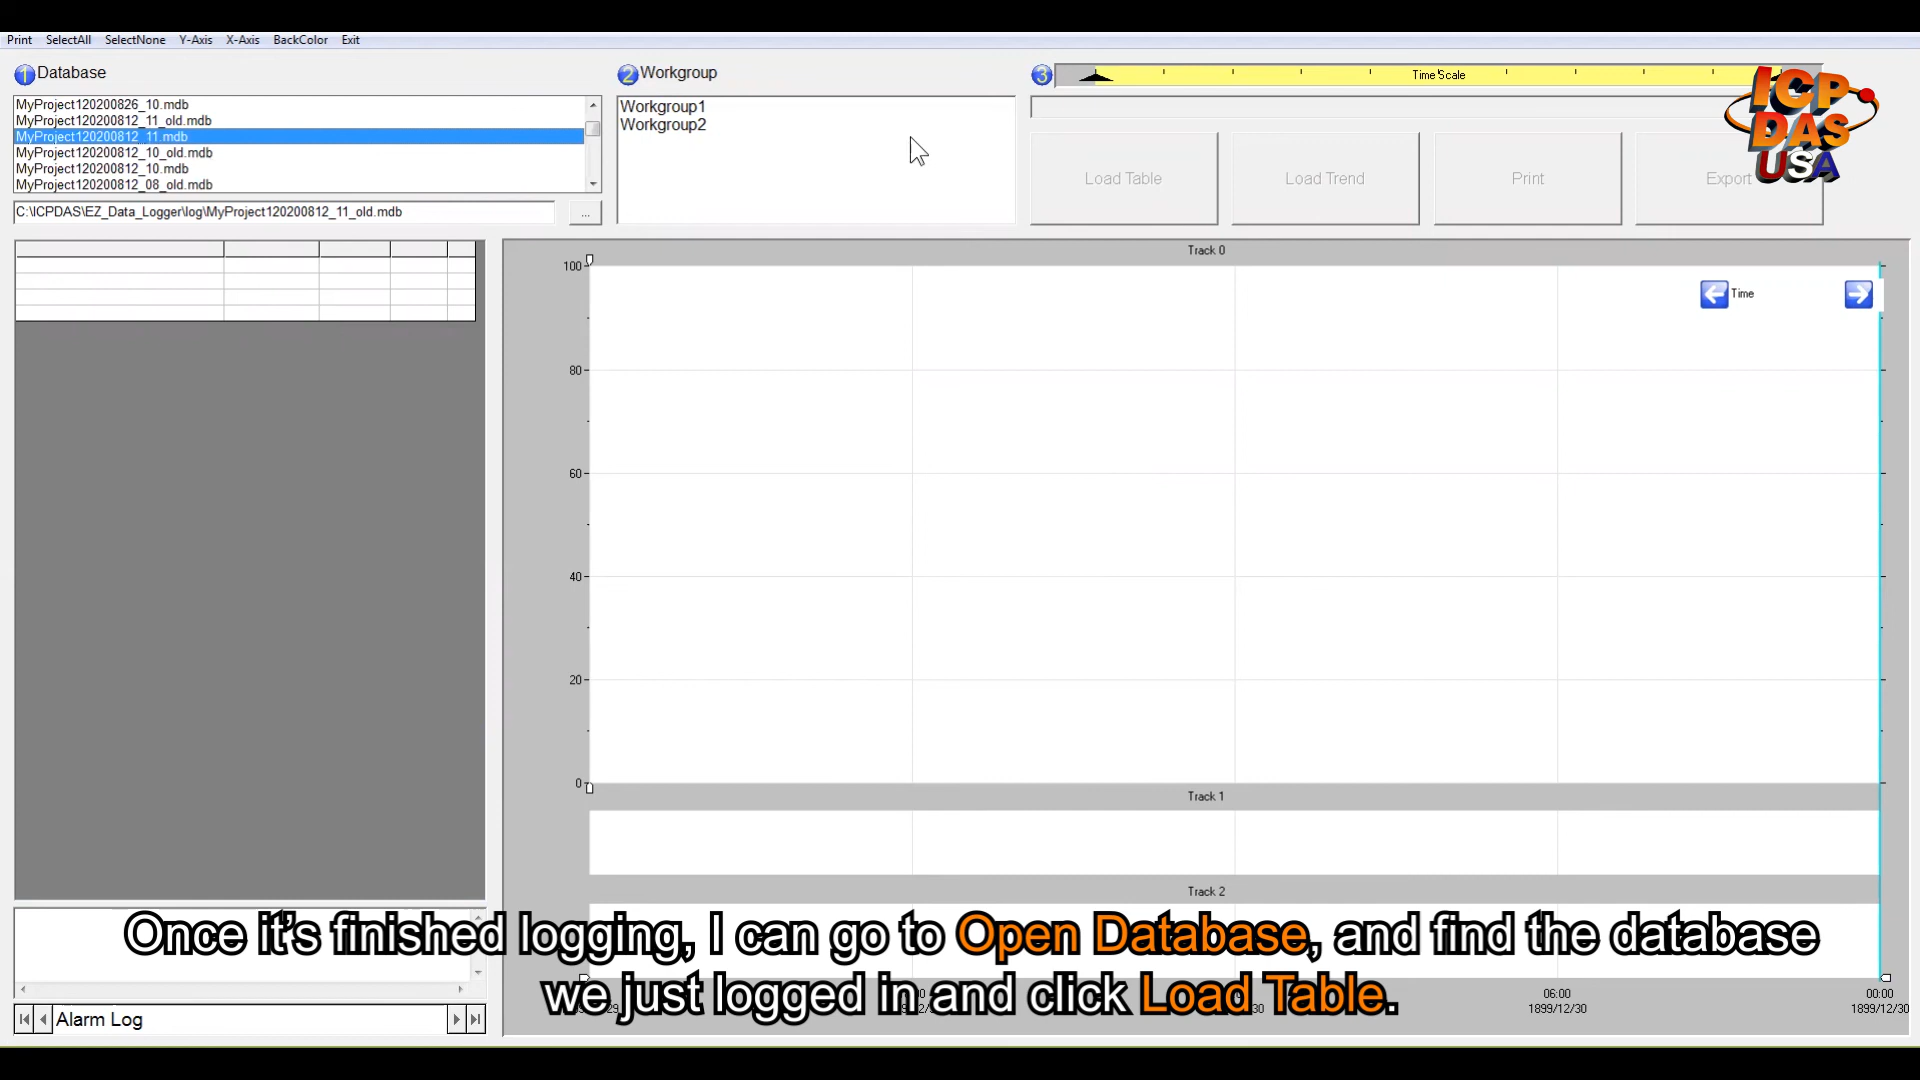 Print SelectAll SelectNone Y-Axis X-Axis BackColor Exit
1 Database
MyProject120200826_10.mdb
MyProject120200812_11_old.mdb
MyProject120200812_11.mdb
MyProject120200812_10_old.mdb
MyProject120200812_10.mdb
MyProject120200812_08_old.mdb
C:\ICPDAS\EZ_Data_Logger\log\MyProject120200812_11_old.mdb
...
2 Workgroup
Workgroup1
Workgroup2
3 Time Scale
Load Table Load Trend Print Export
ICP
DAS
USA
Track 0
Time
100
80
60
40
20
0
Track 1
Track 2
06:00
1899/12/30
00:00
1899/12/30
Alarm Log
Once it's finished logging, I can go to Open Database, and find the database
we just logged in and click Load Table.